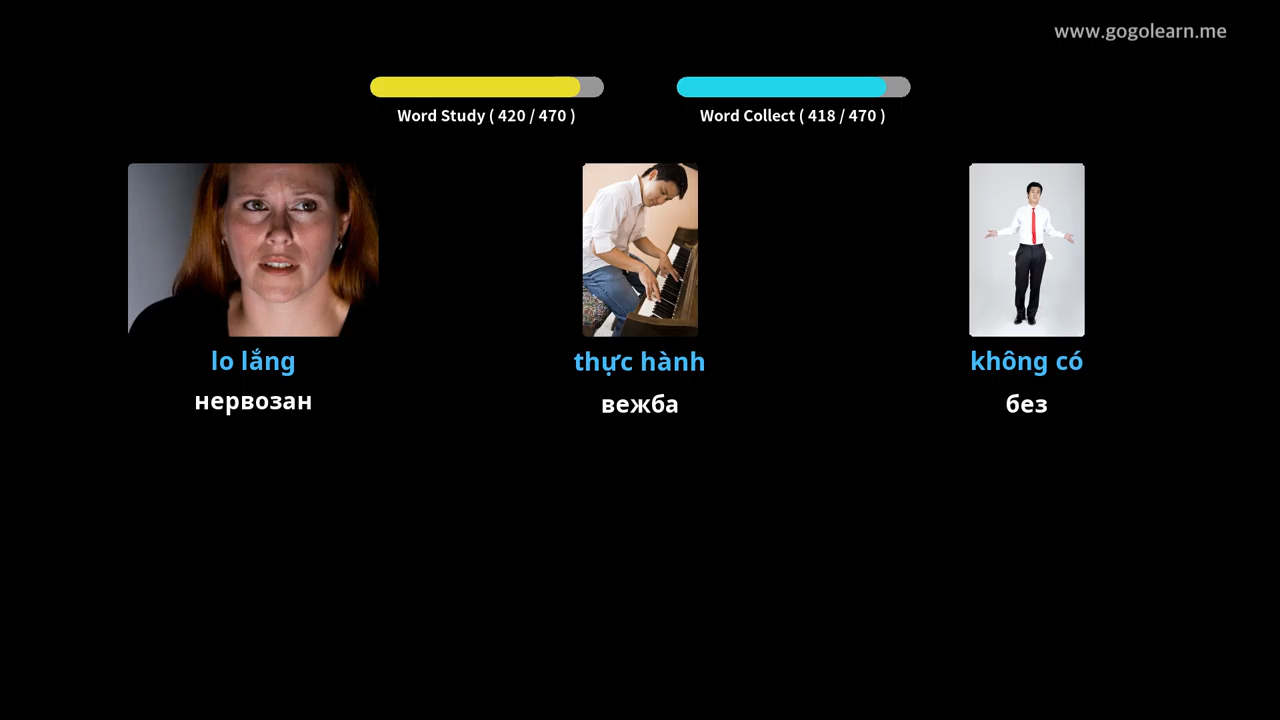 www.gogolearn.me
Word Study ( 420 / 470 )
Word Collect ( 418 / 470 )
lo lắng
thực hành
không có
нервозан
вежба
без